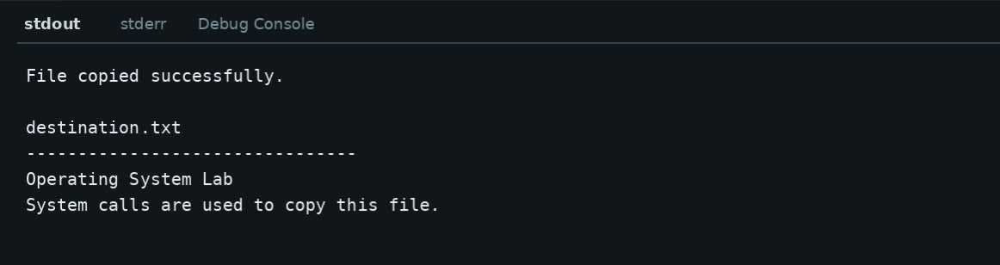 stdout stderr Debug Console
File copied successfully.
destination.txt
--------------------------------
Operating System Lab
System calls are used to copy this file.